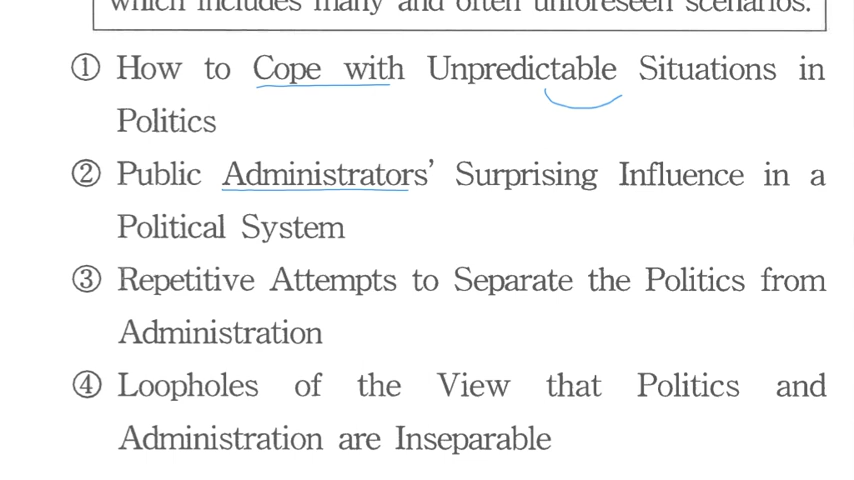 which includes many and often unforeseen scenarios.
① How to Cope with Unpredictable Situations in
Politics
② Public Administrators’ Surprising Influence in a
Political System
③ Repetitive Attempts to Separate the Politics from
Administration
④ Loopholes of the View that Politics and
Administration are Inseparable